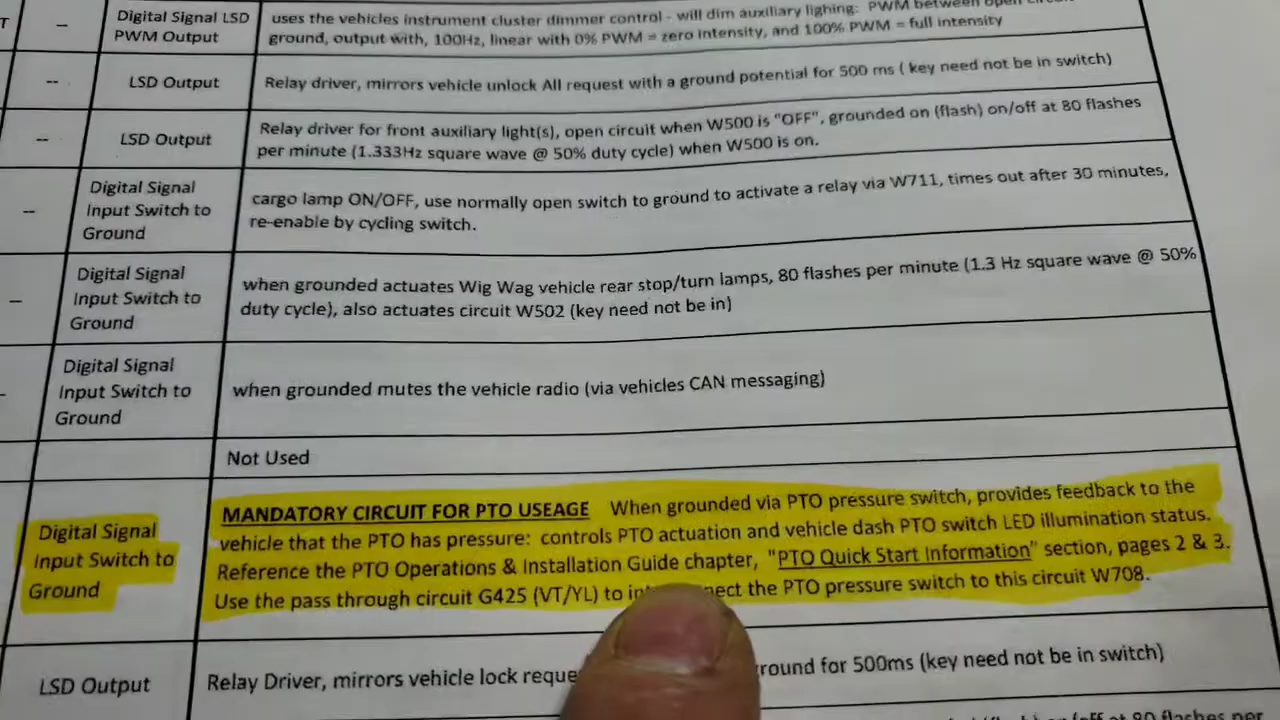 T -- Digital Signal LSD PWM Output
uses the vehicles instrument cluster dimmer control - will dim auxiliary lighing: PWM between open
ground, output with, 100Hz, linear with 0% PWM = zero intensity, and 100% PWM = full intensity
-- LSD Output
Relay driver, mirrors vehicle unlock All request with a ground potential for 500 ms ( key need not be in switch)
-- LSD Output
Relay driver for front auxiliary light(s), open circuit when W500 is "OFF", grounded on (flash) on/off at 80 flashes
per minute (1.333Hz square wave @ 50% duty cycle) when W500 is on.
-- Digital Signal
Input Switch to
Ground
cargo lamp ON/OFF, use normally open switch to ground to activate a relay via W711, times out after 30 minutes,
re-enable by cycling switch.
-- Digital Signal
Input Switch to
Ground
when grounded actuates Wig Wag vehicle rear stop/turn lamps, 80 flashes per minute (1.3 Hz square wave @ 50%
duty cycle), also actuates circuit W502 (key need not be in)
- Digital Signal
Input Switch to
Ground
when grounded mutes the vehicle radio (via vehicles CAN messaging)
Not Used
Digital Signal
Input Switch to
Ground
MANDATORY CIRCUIT FOR PTO USEAGE When grounded via PTO pressure switch, provides feedback to the
vehicle that the PTO has pressure: controls PTO actuation and vehicle dash PTO switch LED illumination status.
Reference the PTO Operations & Installation Guide chapter, "PTO Quick Start Information" section, pages 2 & 3.
Use the pass through circuit G425 (VT/YL) to the PTO pressure switch to this circuit W708.
LSD Output
Relay Driver, mirrors vehicle lock ground for 500ms (key need not be in switch)
at 80 flashes per